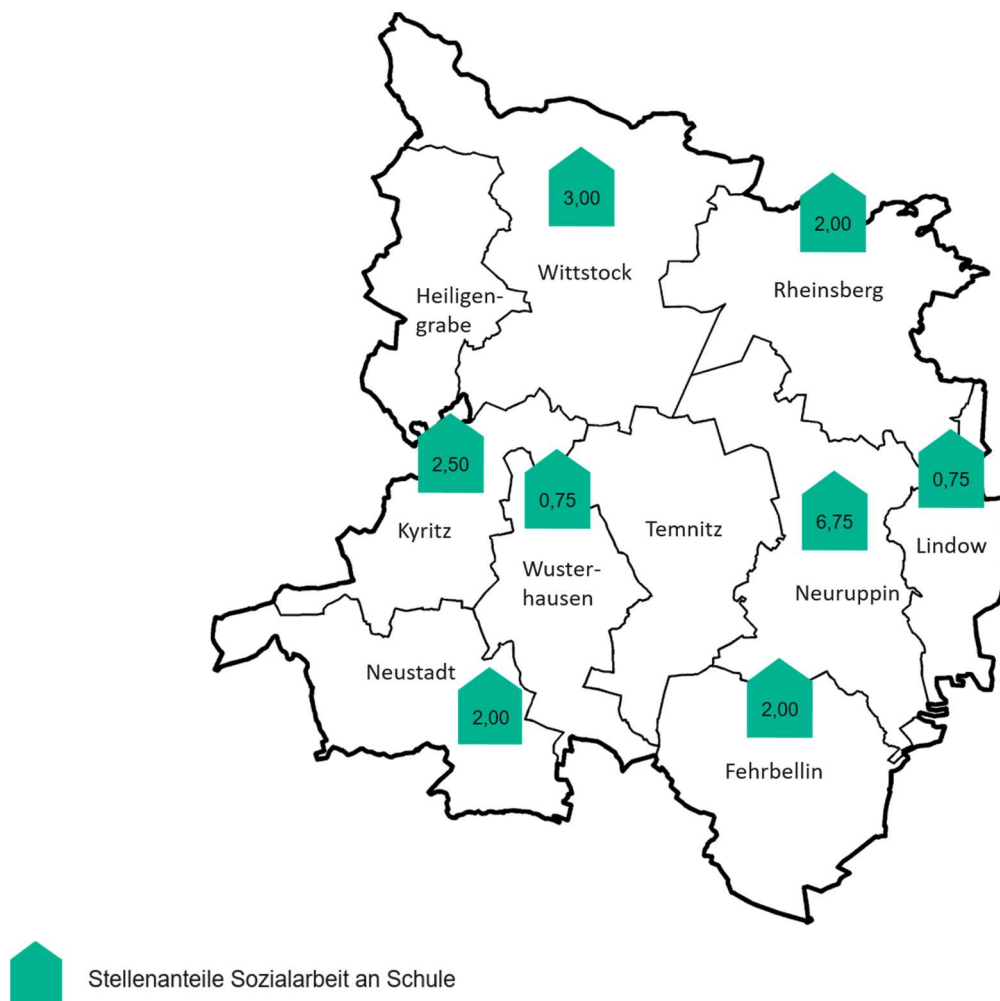 3,00
2,00
Wittstock
Rheinsberg
Heiligen-
grabe
2,50
0,75
0,75
6,75
Kyritz
Temnitz
Lindow
Wuster-
hausen
Neuruppin
Neustadt
2,00
2,00
Fehrbellin
Stellenanteile Sozialarbeit an Schule